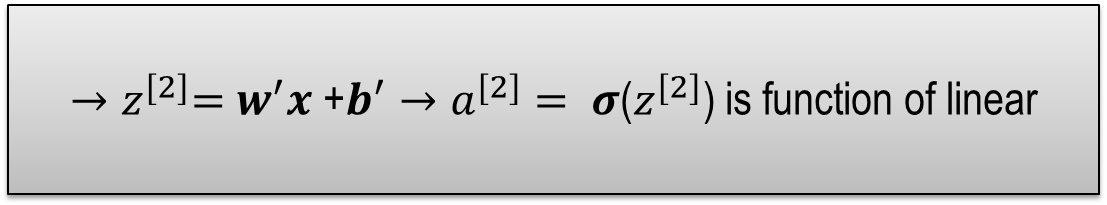 → z^[2]= w′x +b′ → a^[2] = σ(z^[2]) is function of linear